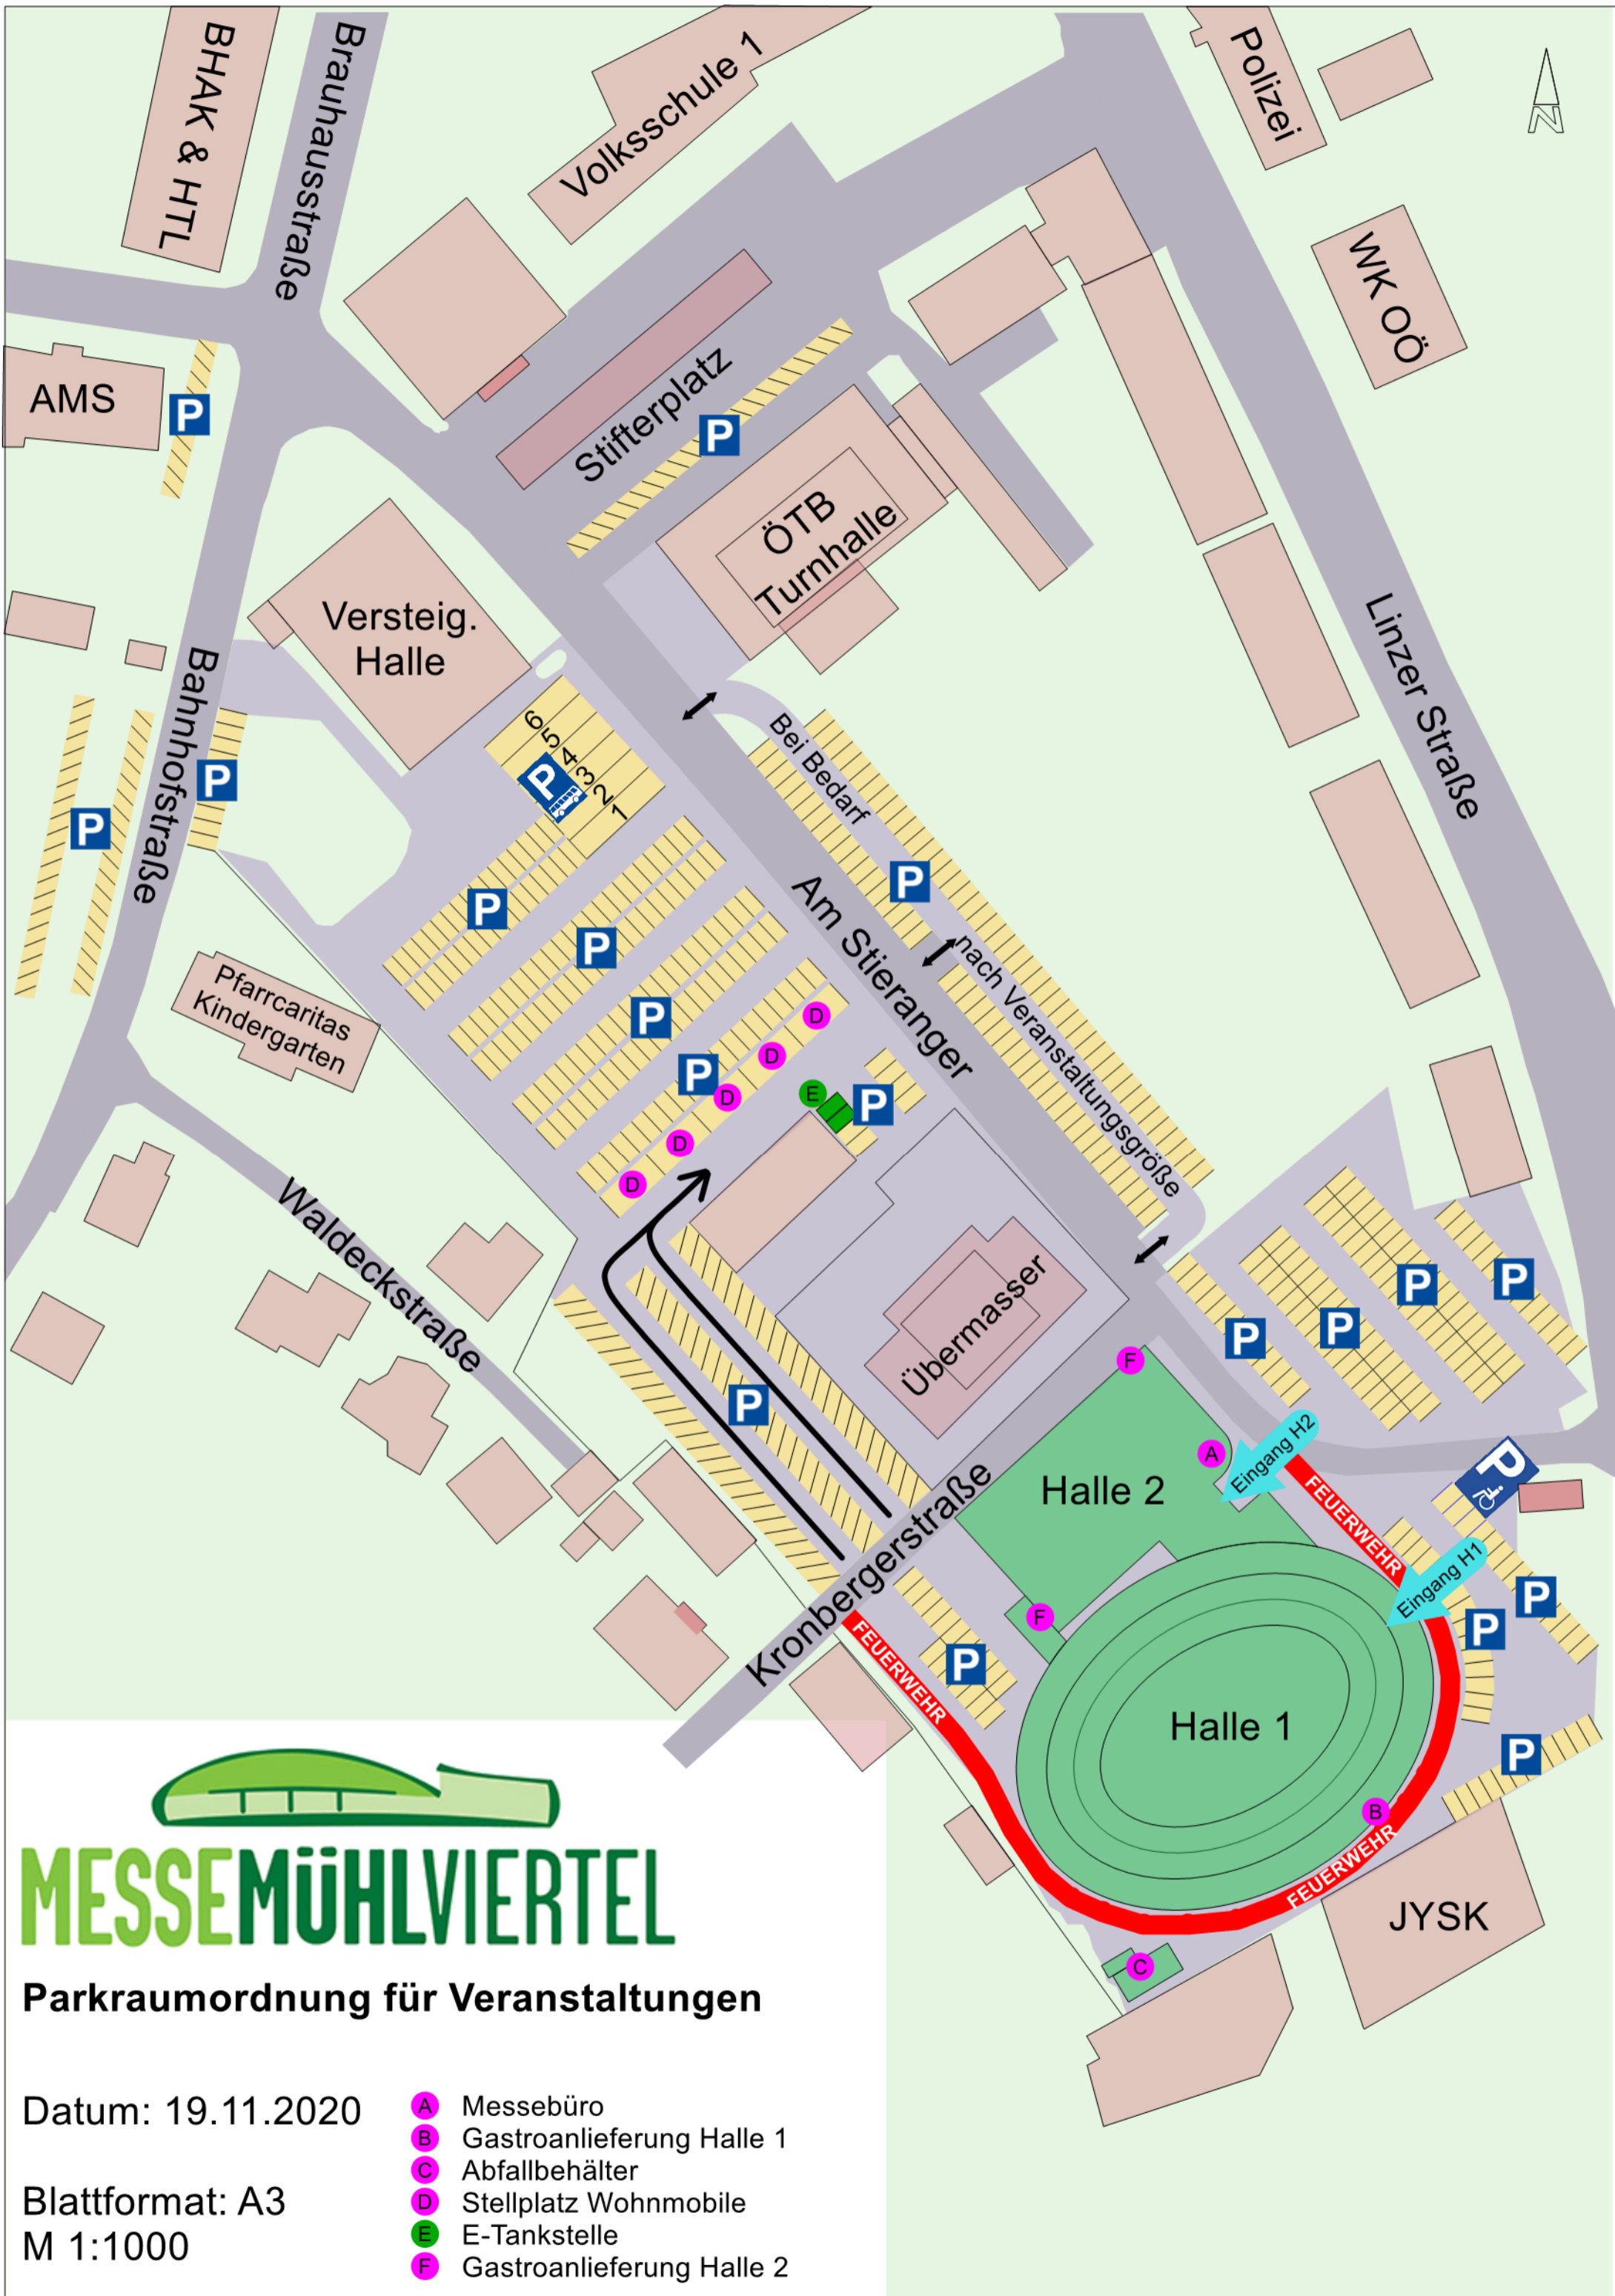 BHAK & HTL
Brauhausstraße
Volksschule 1
Polizei
N
WK OÖ
AMS
P
Stifterplatz
P
ÖTB
Turnhalle
Versteig.
Halle
Linzer Straße
Bahnhofstraße
P
P
6
5
4
3
2
1
P
Bei Bedarf
P
nach Veranstaltungsgröße
Am Stieranger
P
P
P
P
P
Pfarrcaritas
Kindergarten
D
D
D
D
D
E
Waldeckstraße
Übermasser
P
P
P
P
P
F
A
Halle 2
Eingang H2
P
FEUERWEHR
Eingang H1
P
P
P
Kronbergerstraße
F
P
FEUERWEHR
Halle 1
B
FEUERWEHR
JYSK
C
MESSEMÜHLVIERTEL
Parkraumordnung für Veranstaltungen
Datum: 19.11.2020
Blattformat: A3
M 1:1000
A Messebüro
B Gastroanlieferung Halle 1
C Abfallbehälter
D Stellplatz Wohnmobile
E E-Tankstelle
F Gastroanlieferung Halle 2